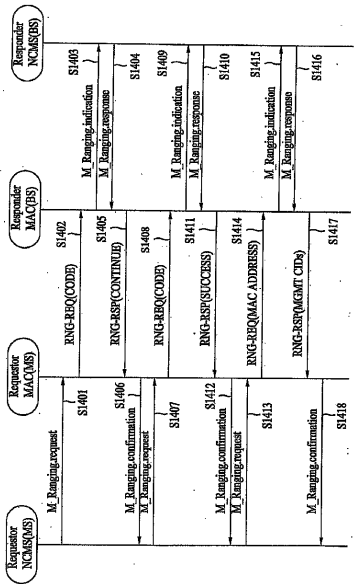 Requestor
NCMS(MS)
Requestor
MAC(MS)
Responder
MAC(BS)
Responder
NCMS(BS)
M_Ranging.request
S1401
RNG-RBQ(CODE)
S1402
M_Ranging.indication
S1403
M_Ranging.response
S1404
RNG-RSP(CONTINUE)
S1405
M_Ranging.confirmation
S1406
M_Ranging.request
S1407
RNG-RBQ(CODE)
S1408
M_Ranging.indication
S1409
M_Ranging.response
S1410
RNG-RSP(SUCCESS)
S1411
M_Ranging.confirmation
S1412
M_Ranging.request
S1413
RNG-RBQ(MAC ADDRESS)
S1414
M_Ranging.indication
S1415
M_Ranging.response
S1416
RNG-RSP(MGMT CIDs)
S1417
M_Ranging.confirmation
S1418